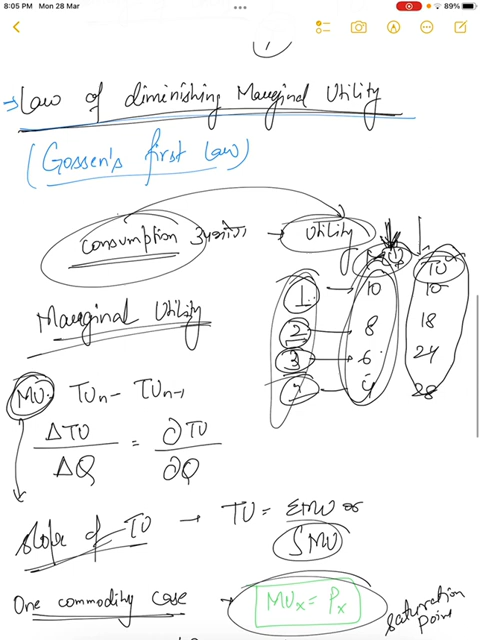 8:05 PM Mon 28 Mar
89%
→ Law of diminishing Marginal Utility
(Gossen's first Law)
Consumption उपभोग → Utility
MU TU
1 → 10 10
2 → 8 18
3 → 6 24
4 28
Marginal Utility
MU. TUn - TUn-1
ΔTU/ΔQ = ∂TU/∂Q
Slope of TU → TU = ΣMU or
∫MU
One commodity case → MUx = Px
Saturation
Point